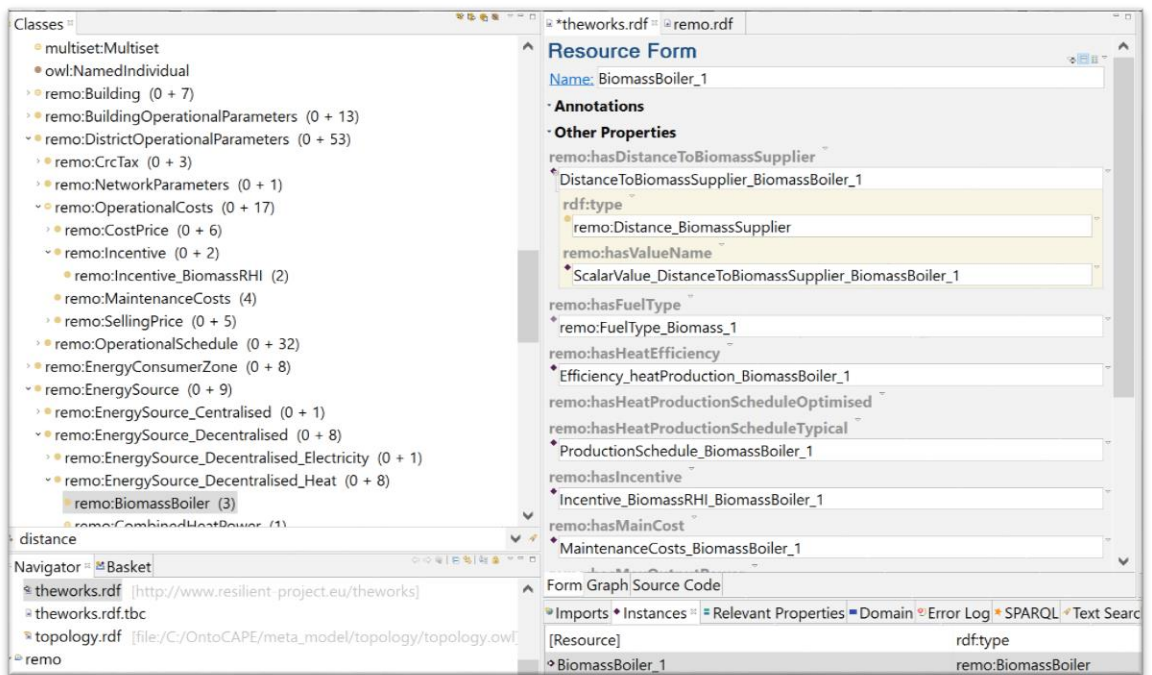 Classes
multiset:Multiset
owl:NamedIndividual
remo:Building (0 + 7)
remo:BuildingOperationalParameters (0 + 13)
remo:DistrictOperationalParameters (0 + 53)
remo:CrcTax (0 + 3)
remo:NetworkParameters (0 + 1)
remo:OperationalCosts (0 + 17)
remo:CostPrice (0 + 6)
remo:Incentive (0 + 2)
remo:Incentive_BiomassRHI (2)
remo:MaintenanceCosts (4)
remo:SellingPrice (0 + 5)
remo:OperationalSchedule (0 + 32)
remo:EnergyConsumerZone (0 + 8)
remo:EnergySource (0 + 9)
remo:EnergySource_Centralised (0 + 1)
remo:EnergySource_Decentralised (0 + 8)
remo:EnergySource_Decentralised_Electricity (0 + 1)
remo:EnergySource_Decentralised_Heat (0 + 8)
remo:BiomassBoiler (3)
remo:CombinedHeatPower (1)
distance
Navigator Basket
theworks.rdf [http://www.resilient-project.eu/theworks]
theworks.rdf.tbc
topology.rdf [file:/C:/OntoCAPE/meta_model/topology/topology.owl]
remo
*theworks.rdf remo.rdf
Resource Form
Name: BiomassBoiler_1
Annotations
Other Properties
remo:hasDistanceToBiomassSupplier
DistanceToBiomassSupplier_BiomassBoiler_1
rdf:type
remo:Distance_BiomassSupplier
remo:hasValueName
ScalarValue_DistanceToBiomassSupplier_BiomassBoiler_1
remo:hasFuelType
remo:FuelType_Biomass_1
remo:hasHeatEfficiency
Efficiency_heatProduction_BiomassBoiler_1
remo:hasHeatProductionScheduleOptimised
remo:hasHeatProductionScheduleTypical
ProductionSchedule_BiomassBoiler_1
remo:hasIncentive
Incentive_BiomassRHI_BiomassBoiler_1
remo:hasMainCost
MaintenanceCosts_BiomassBoiler_1
Form Graph Source Code
Imports Instances Relevant Properties Domain Error Log SPARQL Text Searc
[Resource] rdf:type
BiomassBoiler_1 remo:BiomassBoiler